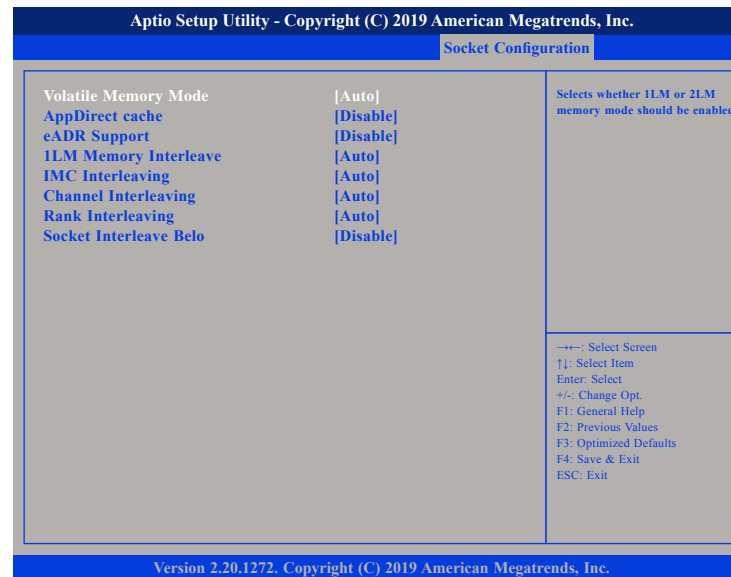 Aptio Setup Utility - Copyright (C) 2019 American Megatrends, Inc.
Socket Configuration
Volatile Memory Mode [Auto]
AppDirect cache [Disable]
eADR Support [Disable]
1LM Memory Interleave [Auto]
IMC Interleaving [Auto]
Channel Interleaving [Auto]
Rank Interleaving [Auto]
Socket Interleave Belo [Disable]
Selects whether 1LM or 2LM
memory mode should be enabled
→←: Select Screen
↑↓: Select Item
Enter: Select
+/-: Change Opt.
F1: General Help
F2: Previous Values
F3: Optimized Defaults
F4: Save & Exit
ESC: Exit
Version 2.20.1272. Copyright (C) 2019 American Megatrends, Inc.